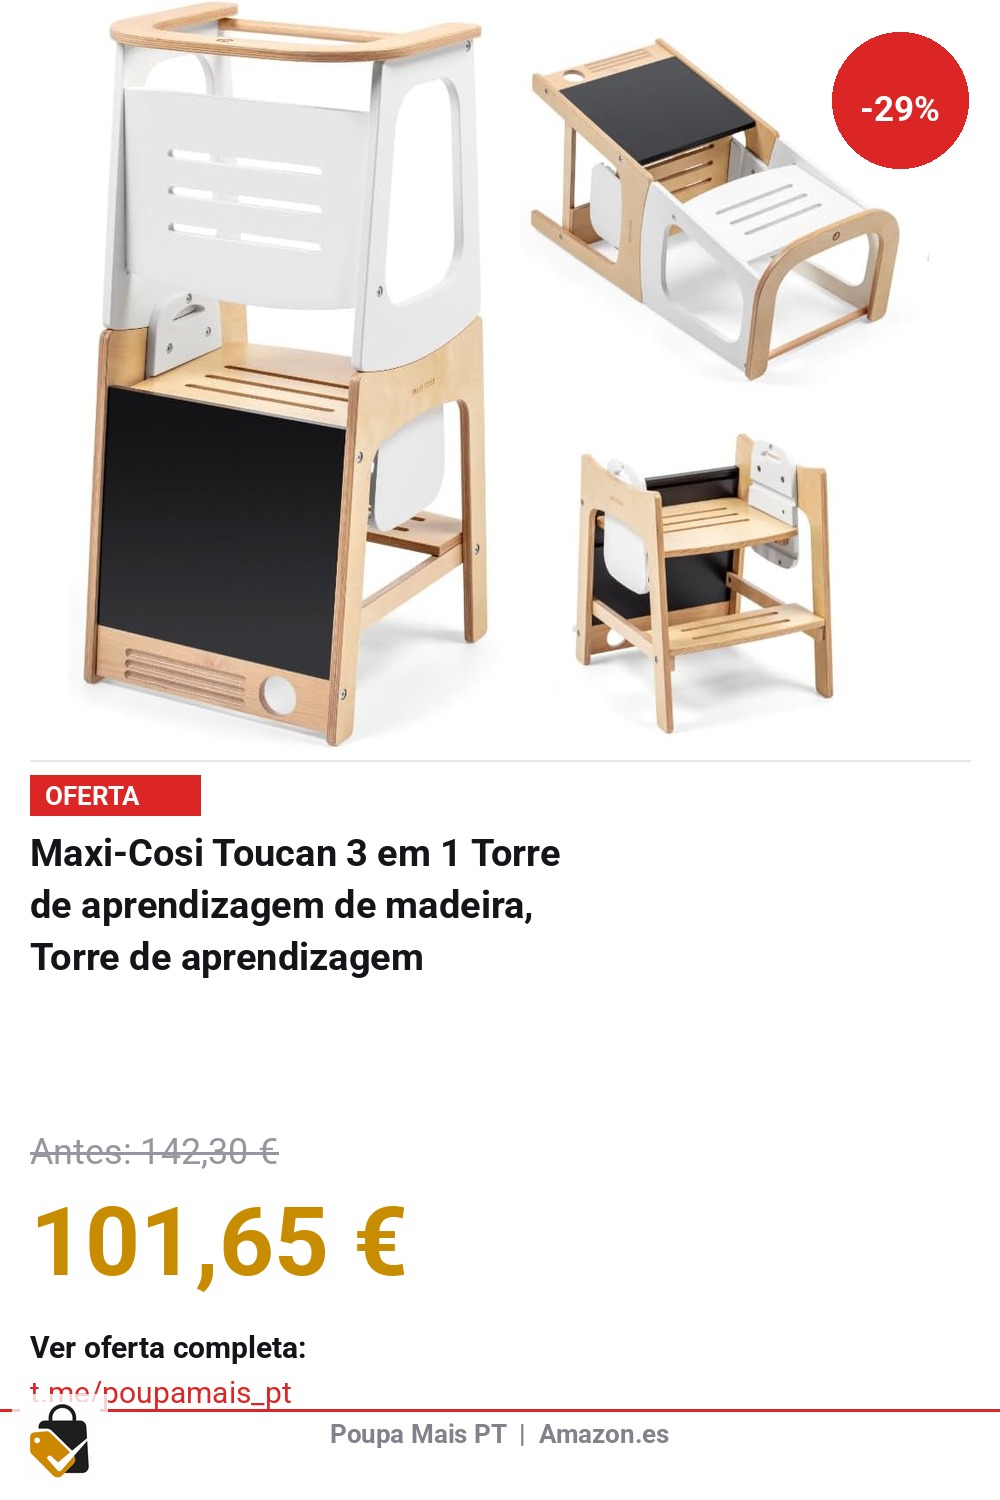 -29%
OFERTA
Maxi-Cosi Toucan 3 em 1 Torre
de aprendizagem de madeira,
Torre de aprendizagem
Antes: 142,30 €
101,65 €
Ver oferta completa:
t.me/poupamais_pt
Poupa Mais PT | Amazon.es